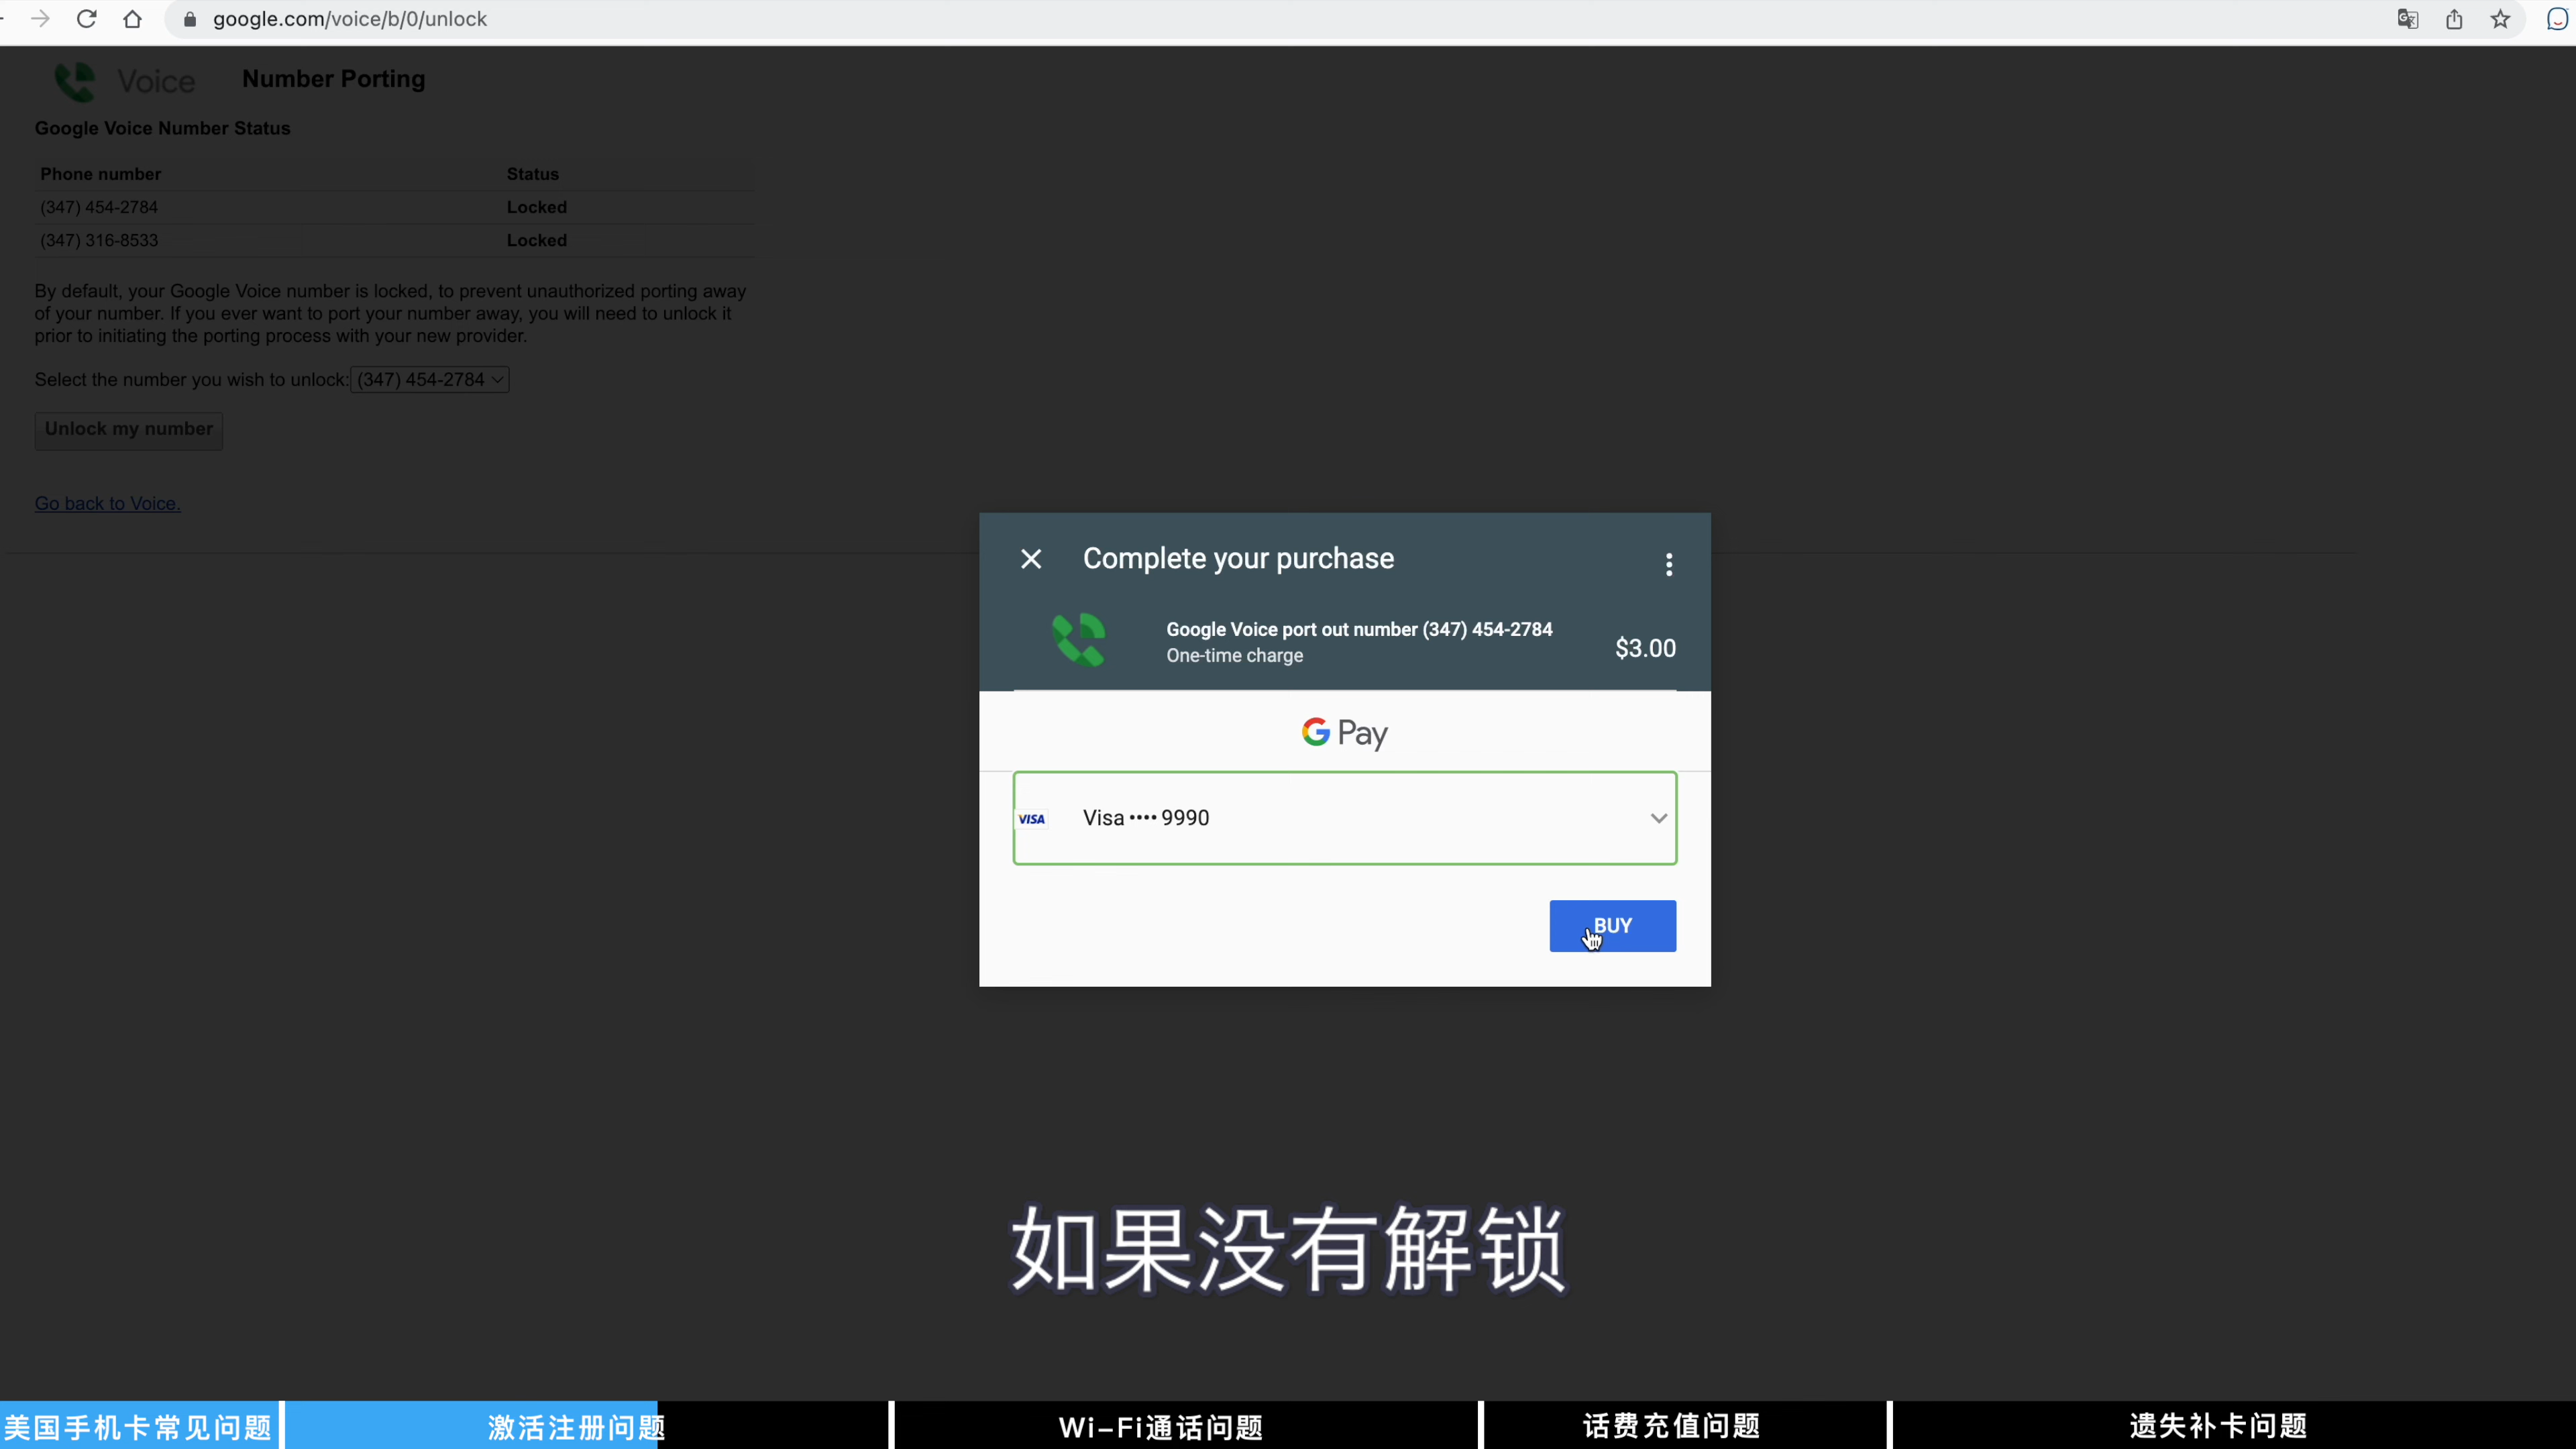 google.com/voice/b/0/unlock
Voice Number Porting
Google Voice Number Status
Phone number Status
(347) 454-2784 Locked
(347) 316-8533 Locked
By default, your Google Voice number is locked, to prevent unauthorized porting away
of your number. If you ever want to port your number away, you will need to unlock it
prior to initiating the porting process with your new provider.
Select the number you wish to unlock: (347) 454-2784
Unlock my number
Go back to Voice.
Complete your purchase
Google Voice port out number (347) 454-2784
One-time charge
$3.00
G Pay
VISA Visa •••• 9990
BUY
如果没有解锁
美国手机卡常见问题 激活注册问题 Wi-Fi通话问题 话费充值问题 遗失补卡问题